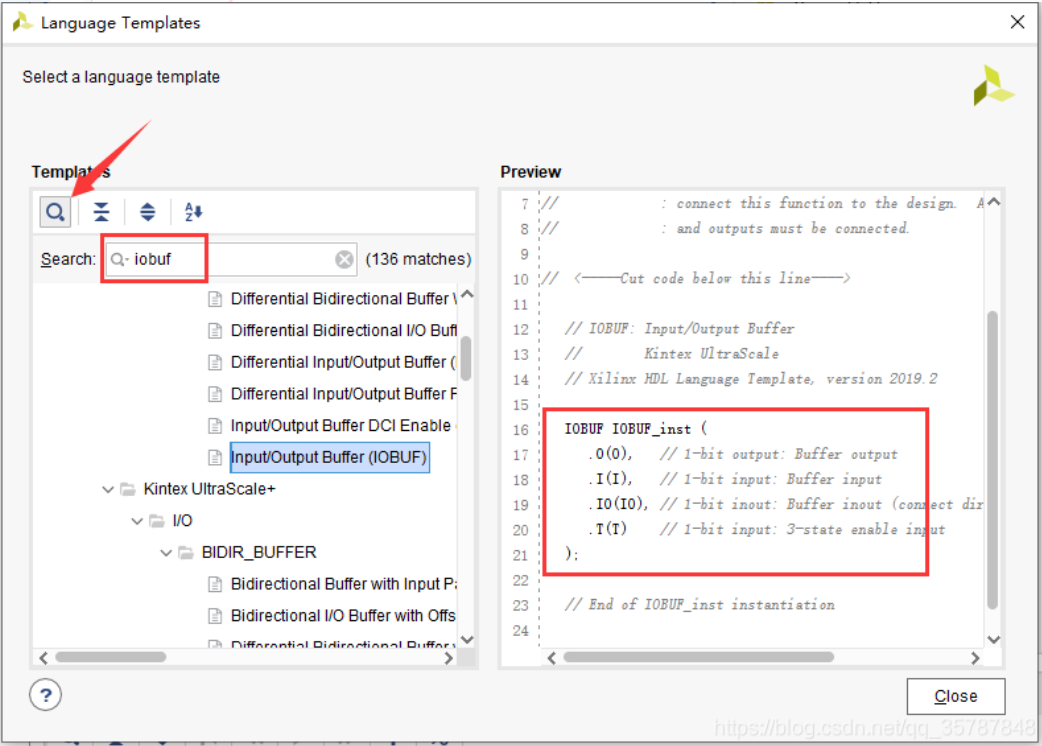 Language Templates
Select a language template
Templates
Search: iobuf (136 matches)
Differential Bidirectional Buffer
Differential Bidirectional I/O Buff
Differential Input/Output Buffer (
Differential Input/Output Buffer F
Input/Output Buffer DCI Enable
Input/Output Buffer (IOBUF)
Kintex UltraScale+
I/O
BIDIR_BUFFER
Bidirectional Buffer with Input Pa
Bidirectional I/O Buffer with Offs
Differential Bidirectional Buffer
Preview
7 // : connect this function to the design. A
8 // : and outputs must be connected.
9
10 // <-----Cut code below this line---->
11
12 // IOBUF: Input/Output Buffer
13 // Kintex UltraScale
14 // Xilinx HDL Language Template, version 2019.2
15
16 IOBUF IOBUF_inst (
17 .O(O), // 1-bit output: Buffer output
18 .I(I), // 1-bit input: Buffer input
19 .IO(IO), // 1-bit inout: Buffer inout (connect dir
20 .T(T) // 1-bit input: 3-state enable input
21 );
22
23 // End of IOBUF_inst instantiation
24
? Close
https://blog.csdn.net/qq_35787848